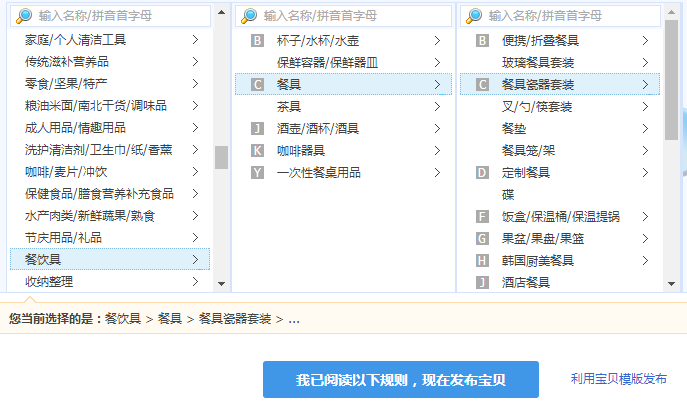 输入名称/拼音首字母
家庭/个人清洁工具
传统滋补营养品
零食/坚果/特产
粮油米面/南北干货/调味品
成人用品/情趣用品
洗护清洁剂/卫生巾/纸/香薰
咖啡/麦片/冲饮
保健食品/膳食营养补充食品
水产肉类/新鲜蔬果/熟食
节庆用品/礼品
餐饮具
收纳整理
输入名称/拼音首字母
B 杯子/水杯/水壶
保鲜容器/保鲜器皿
C 餐具
茶具
J 酒壶/酒杯/酒具
K 咖啡器具
Y 一次性餐桌用品
输入名称/拼音首字母
B 便携/折叠餐具
玻璃餐具套装
C 餐具瓷器套装
叉/勺/筷套装
餐垫
餐具笼/架
D 定制餐具
碟
F 饭盒/保温桶/保温提锅
G 果盆/果盘/果篮
H 韩国厨美餐具
J 酒店餐具
您当前选择的是：餐饮具 > 餐具 > 餐具瓷器套装 > ...
我已阅读以下规则，现在发布宝贝
利用宝贝模版发布